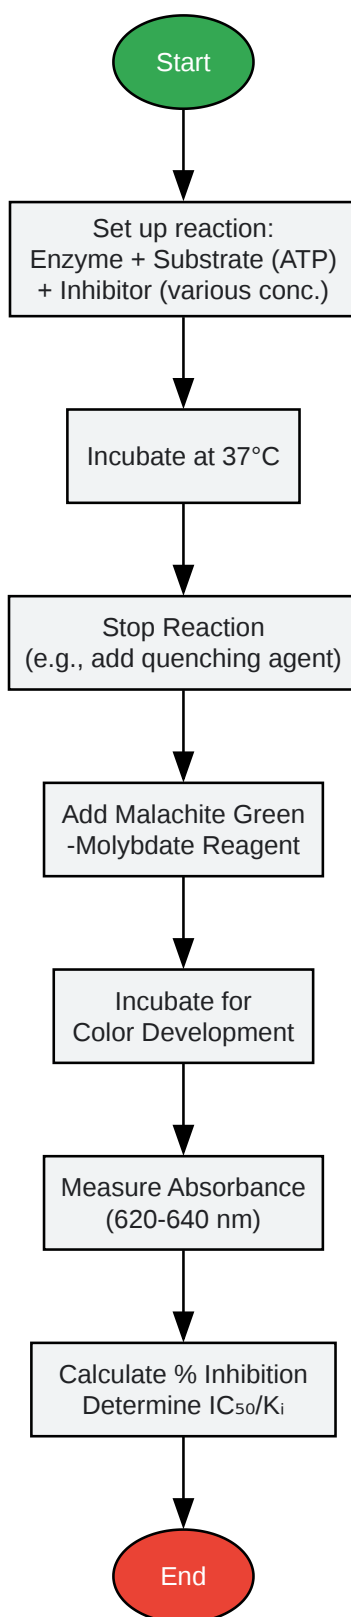 Start
Set up reaction:
Enzyme + Substrate (ATP)
+ Inhibitor (various conc.)
Incubate at 37°C
Stop Reaction
(e.g., add quenching agent)
Add Malachite Green
-Molybdate Reagent
Incubate for
Color Development
Measure Absorbance
(620-640 nm)
Calculate % Inhibition
Determine IC₅₀/Kᵢ
End